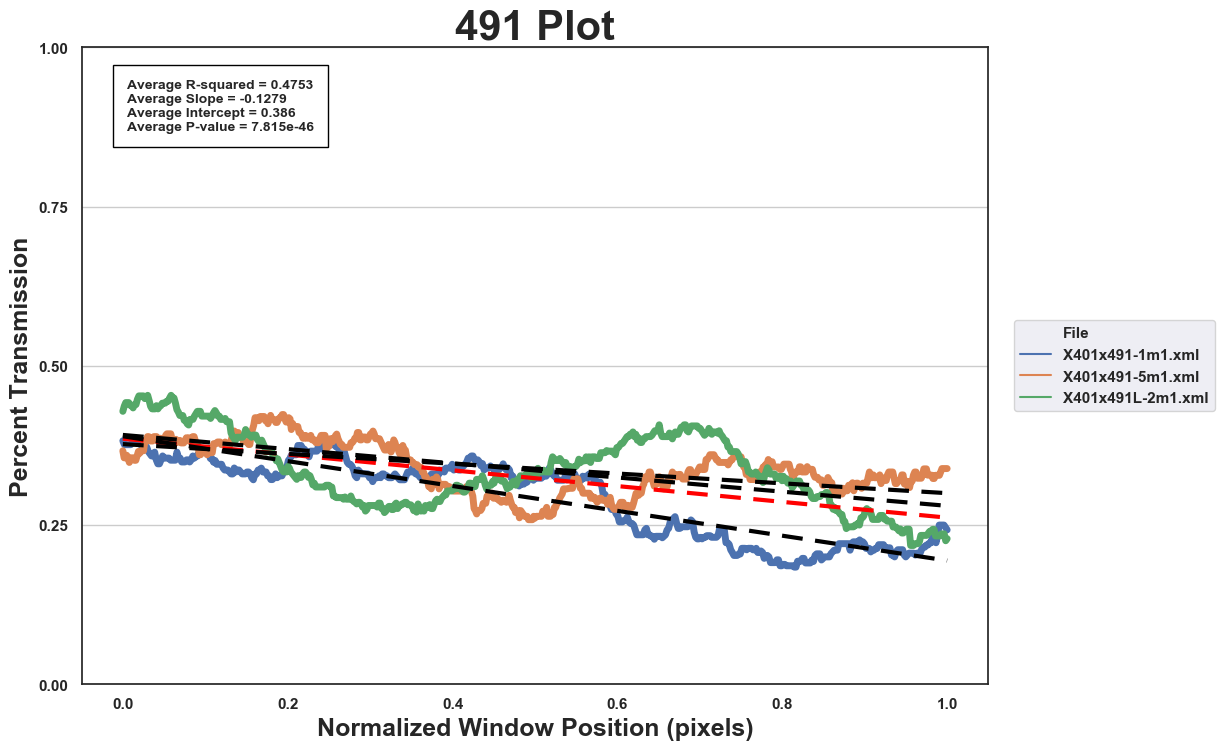 491 Plot
1.00
Average R-squared = 0.4753
Average Slope = -0.1279
Average Intercept = 0.386
Average P-value = 7.815e-46
0.75
0.50
0.25
0.00
Percent Transmission
0.0 0.2 0.4 0.6 0.8 1.0
Normalized Window Position (pixels)
File
X401x491-1m1.xml
X401x491-5m1.xml
X401x491L-2m1.xml